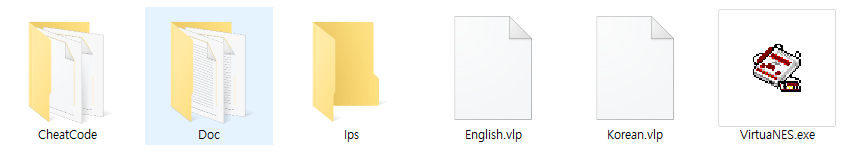 CheatCode
Doc
Ips
English.vlp
Korean.vlp
VirtuaNES.exe